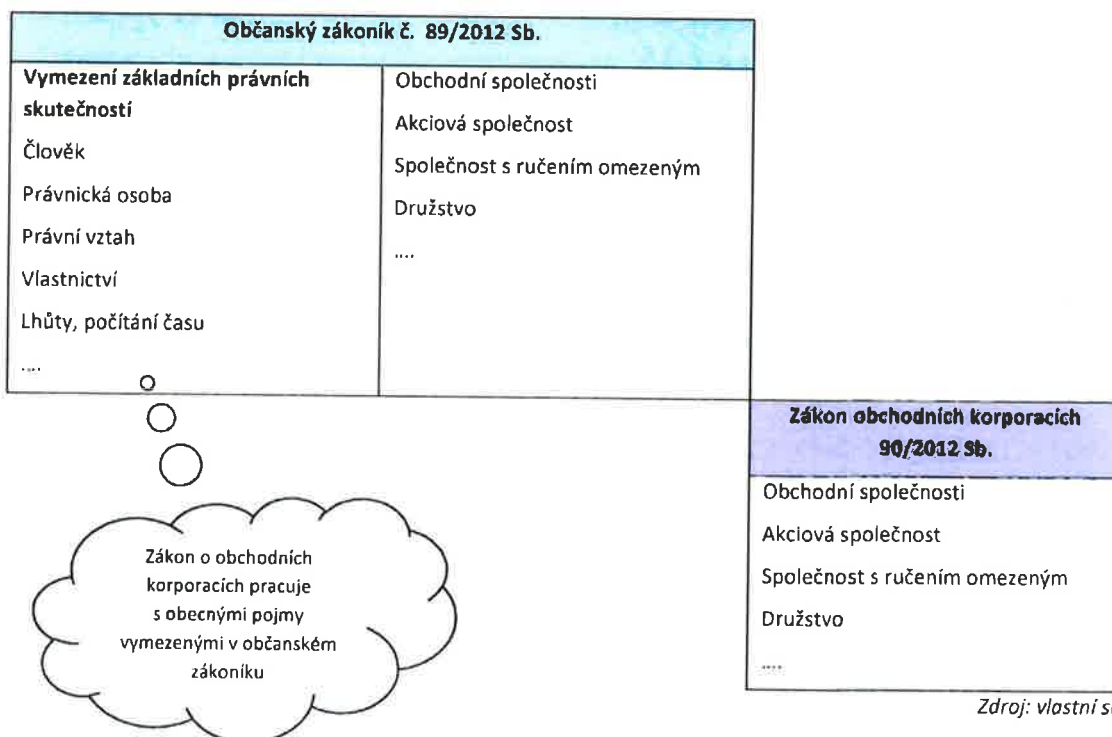 Občanský zákoník č. 89/2012 Sb.
Vymezení základních právních
skutečností
Člověk
Právnická osoba
Právní vztah
Vlastnictví
Lhůty, počítání času
....
Obchodní společnosti
Akciová společnost
Společnost s ručením omezeným
Družstvo
....
Zákon obchodních korporacích
90/2012 Sb.
Obchodní společnosti
Akciová společnost
Společnost s ručením omezeným
Družstvo
....
Zákon o obchodních
korporacích pracuje
s obecnými pojmy
vymezenými v občanském
zákoníku
Zdroj: vlastní